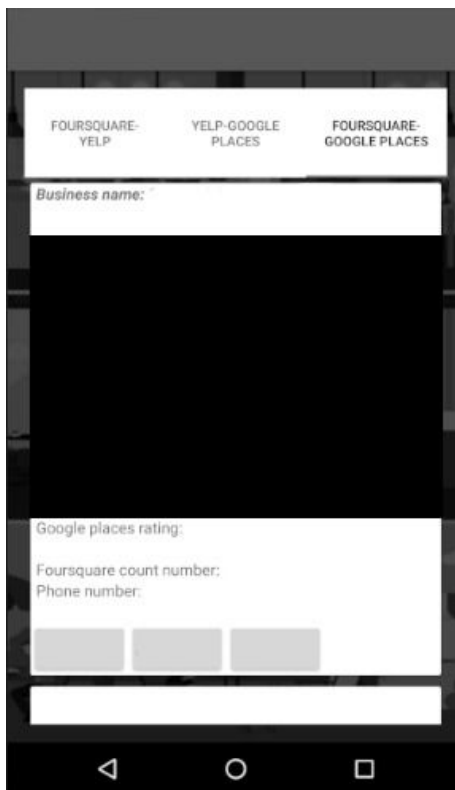 FOURSQUARE-
YELP
YELP-GOOGLE
PLACES
FOURSQUARE-
GOOGLE PLACES
Business name:
Google places rating:
Foursquare count number:
Phone number: